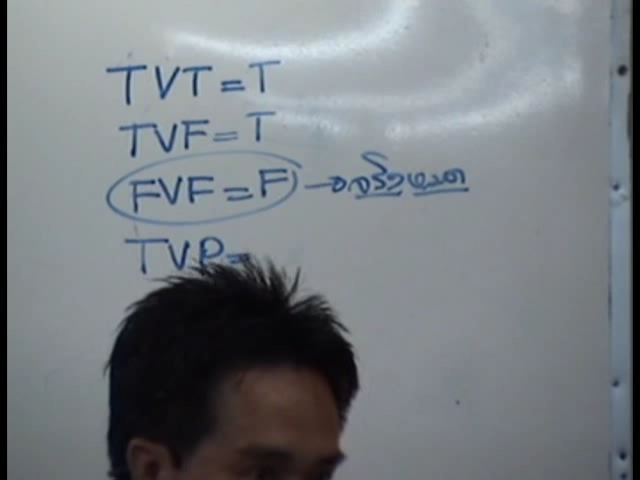 TVT=T
TVF=T
FVF=F →
TVP=